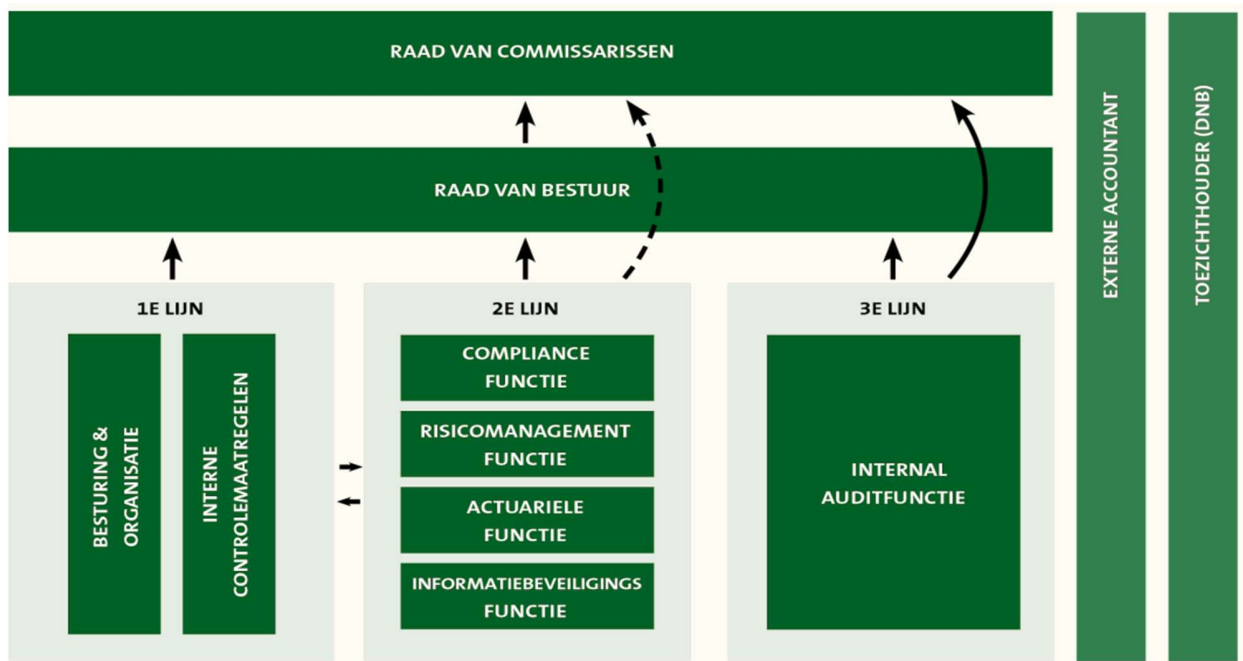 RAAD VAN COMMISSARISSEN
RAAD VAN BESTUUR
1E LIJN
BESTURING &
ORGANISATIE
INTERNE
CONTROLEMAATREGELEN
2E LIJN
COMPLIANCE
FUNCTIE
RISICOMANAGEMENT
FUNCTIE
ACTUARIELE
FUNCTIE
INFORMATIEBEVEILIGINGS
FUNCTIE
3E LIJN
INTERNAL
AUDITFUNCTIE
EXTERNE ACCOUNTANT
TOEZICHTHOUDER (DNB)